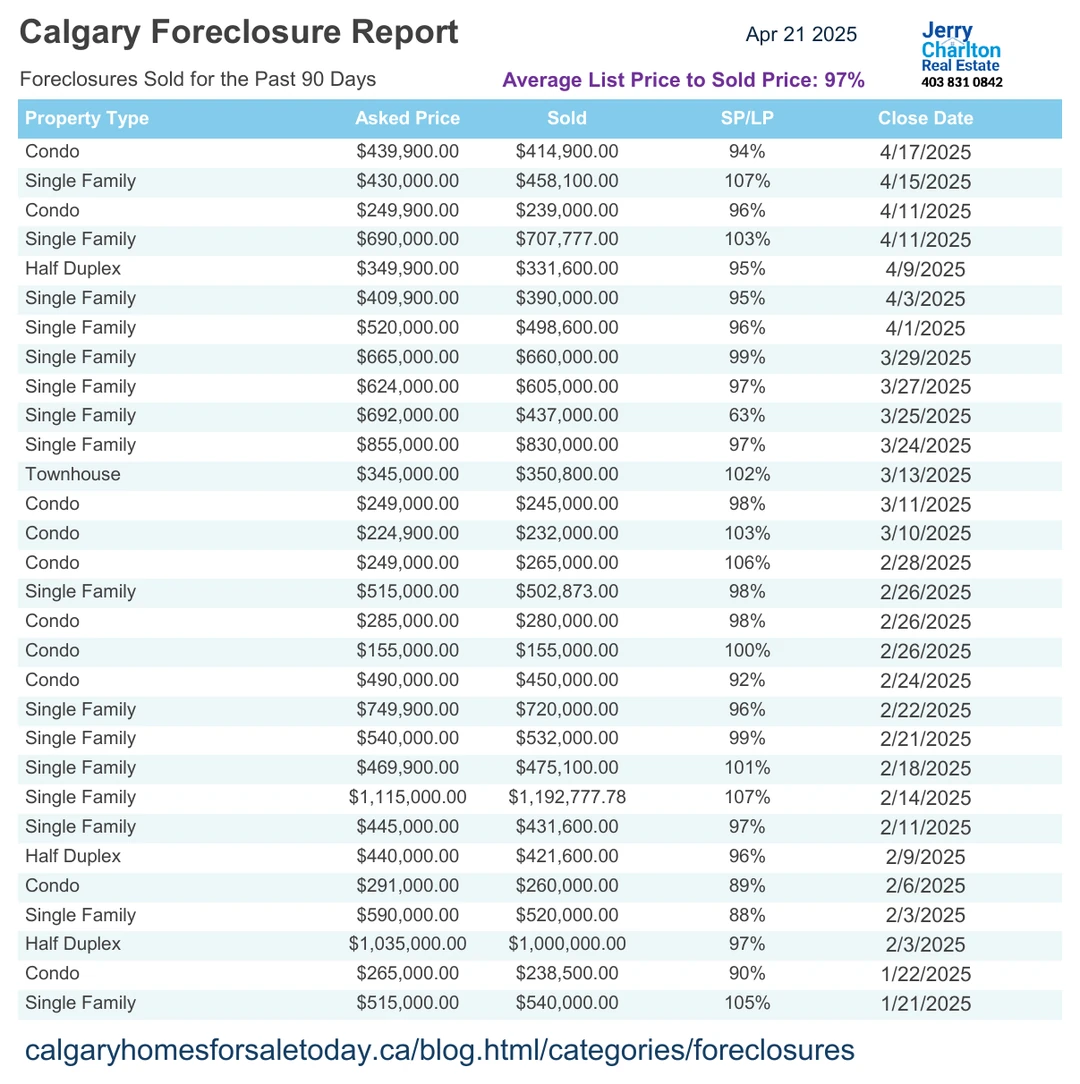 Calgary Foreclosure Report
Apr 21 2025
Jerry
Charlton
Real Estate
403 831 0842
Foreclosures Sold for the Past 90 Days
Average List Price to Sold Price: 97%
Property Type Asked Price Sold SP/LP Close Date
Condo $439,900.00 $414,900.00 94% 4/17/2025
Single Family $430,000.00 $458,100.00 107% 4/15/2025
Condo $249,900.00 $239,000.00 96% 4/11/2025
Single Family $690,000.00 $707,777.00 103% 4/11/2025
Half Duplex $349,900.00 $331,600.00 95% 4/9/2025
Single Family $409,900.00 $390,000.00 95% 4/3/2025
Single Family $520,000.00 $498,600.00 96% 4/1/2025
Single Family $665,000.00 $660,000.00 99% 3/29/2025
Single Family $624,000.00 $605,000.00 97% 3/27/2025
Single Family $692,000.00 $437,000.00 63% 3/25/2025
Single Family $855,000.00 $830,000.00 97% 3/24/2025
Townhouse $345,000.00 $350,800.00 102% 3/13/2025
Condo $249,000.00 $245,000.00 98% 3/11/2025
Condo $224,900.00 $232,000.00 103% 3/10/2025
Condo $249,000.00 $265,000.00 106% 2/28/2025
Single Family $515,000.00 $502,873.00 98% 2/26/2025
Condo $285,000.00 $280,000.00 98% 2/26/2025
Condo $155,000.00 $155,000.00 100% 2/26/2025
Condo $490,000.00 $450,000.00 92% 2/24/2025
Single Family $749,900.00 $720,000.00 96% 2/22/2025
Single Family $540,000.00 $532,000.00 99% 2/21/2025
Single Family $469,900.00 $475,100.00 101% 2/18/2025
Single Family $1,115,000.00 $1,192,777.78 107% 2/14/2025
Single Family $445,000.00 $431,600.00 97% 2/11/2025
Half Duplex $440,000.00 $421,600.00 96% 2/9/2025
Condo $291,000.00 $260,000.00 89% 2/6/2025
Single Family $590,000.00 $520,000.00 88% 2/3/2025
Half Duplex $1,035,000.00 $1,000,000.00 97% 2/3/2025
Condo $265,000.00 $238,500.00 90% 1/22/2025
Single Family $515,000.00 $540,000.00 105% 1/21/2025
calgaryhomesforsaletoday.ca/blog.html/categories/foreclosures